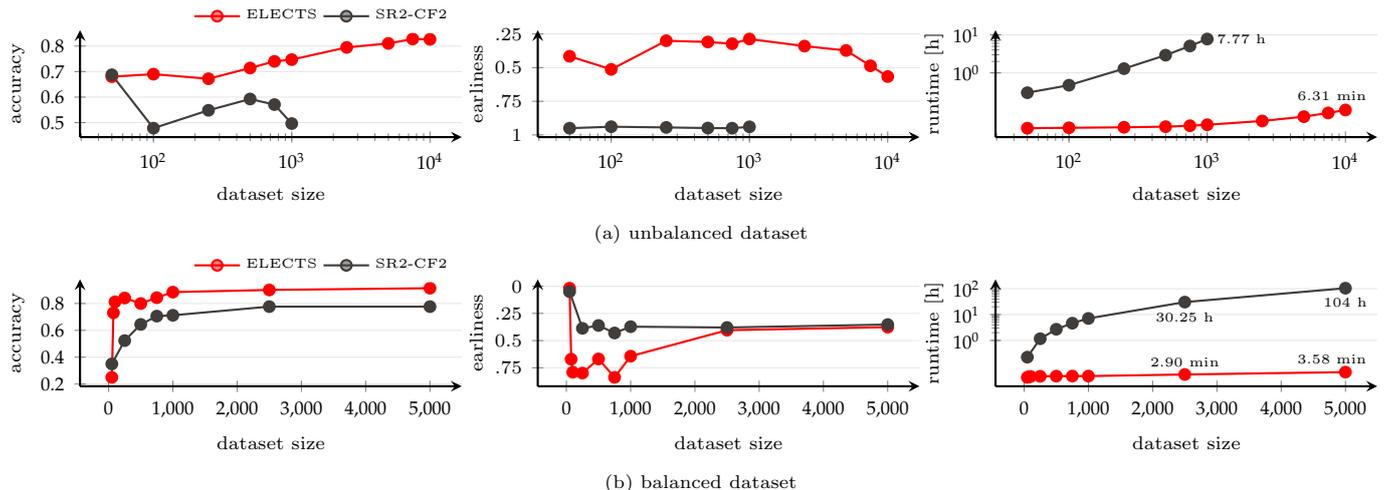 ELECTS SR2-CF2
accuracy
0.8
0.7
0.6
0.5
10² 10³ 10⁴
dataset size
earliness
.25
0.5
.75
1
10² 10³ 10⁴
dataset size
runtime [h]
10¹
10⁰
7.77 h
6.31 min
10² 10³ 10⁴
dataset size
(a) unbalanced dataset
ELECTS SR2-CF2
accuracy
0.8
0.6
0.4
0.2
0 1,000 2,000 3,000 4,000 5,000
dataset size
earliness
0
.25
0.5
.75
0 1,000 2,000 3,000 4,000 5,000
dataset size
runtime [h]
10²
10¹
10⁰
104 h
30.25 h
2.90 min
3.58 min
0 1,000 2,000 3,000 4,000 5,000
dataset size
(b) balanced dataset